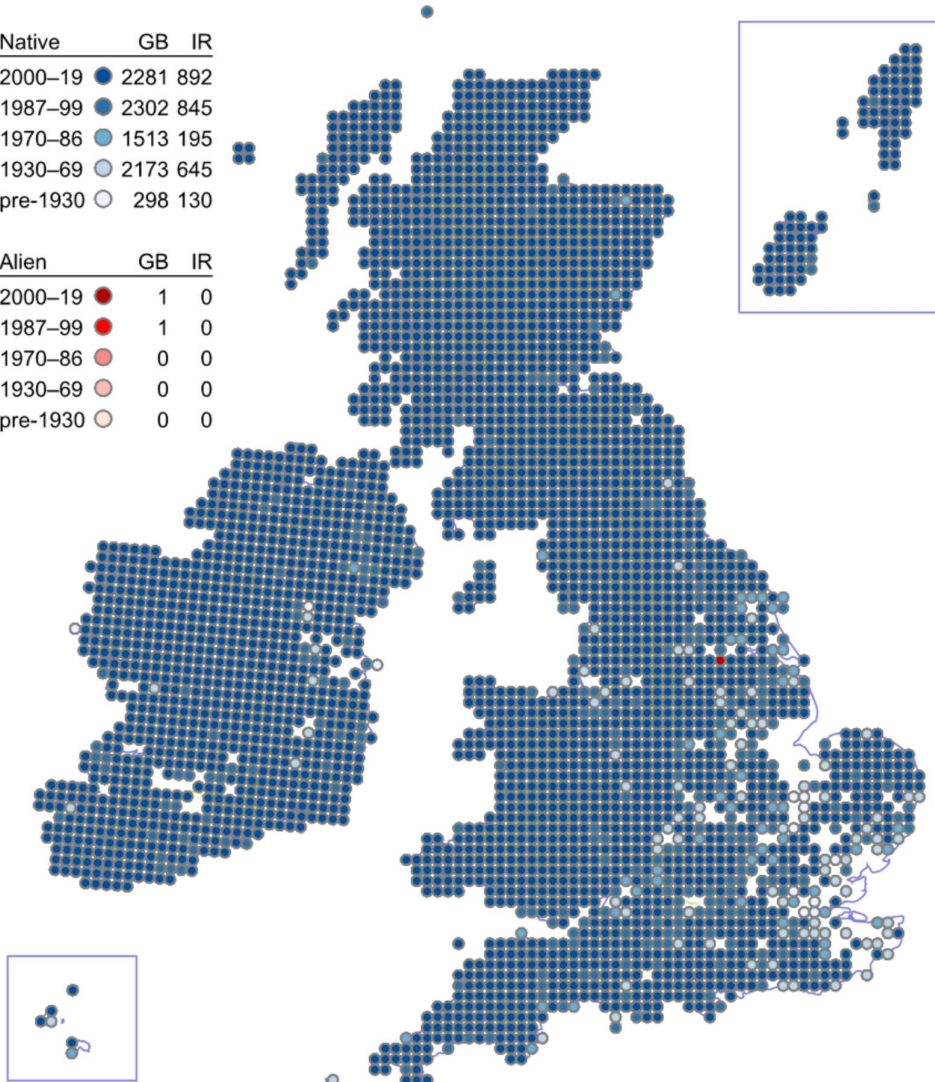 Native GB IR
2000–19 2281 892
1987–99 2302 845
1970–86 1513 195
1930–69 2173 645
pre-1930 298 130
Alien GB IR
2000–19 1 0
1987–99 1 0
1970–86 0 0
1930–69 0 0
pre-1930 0 0